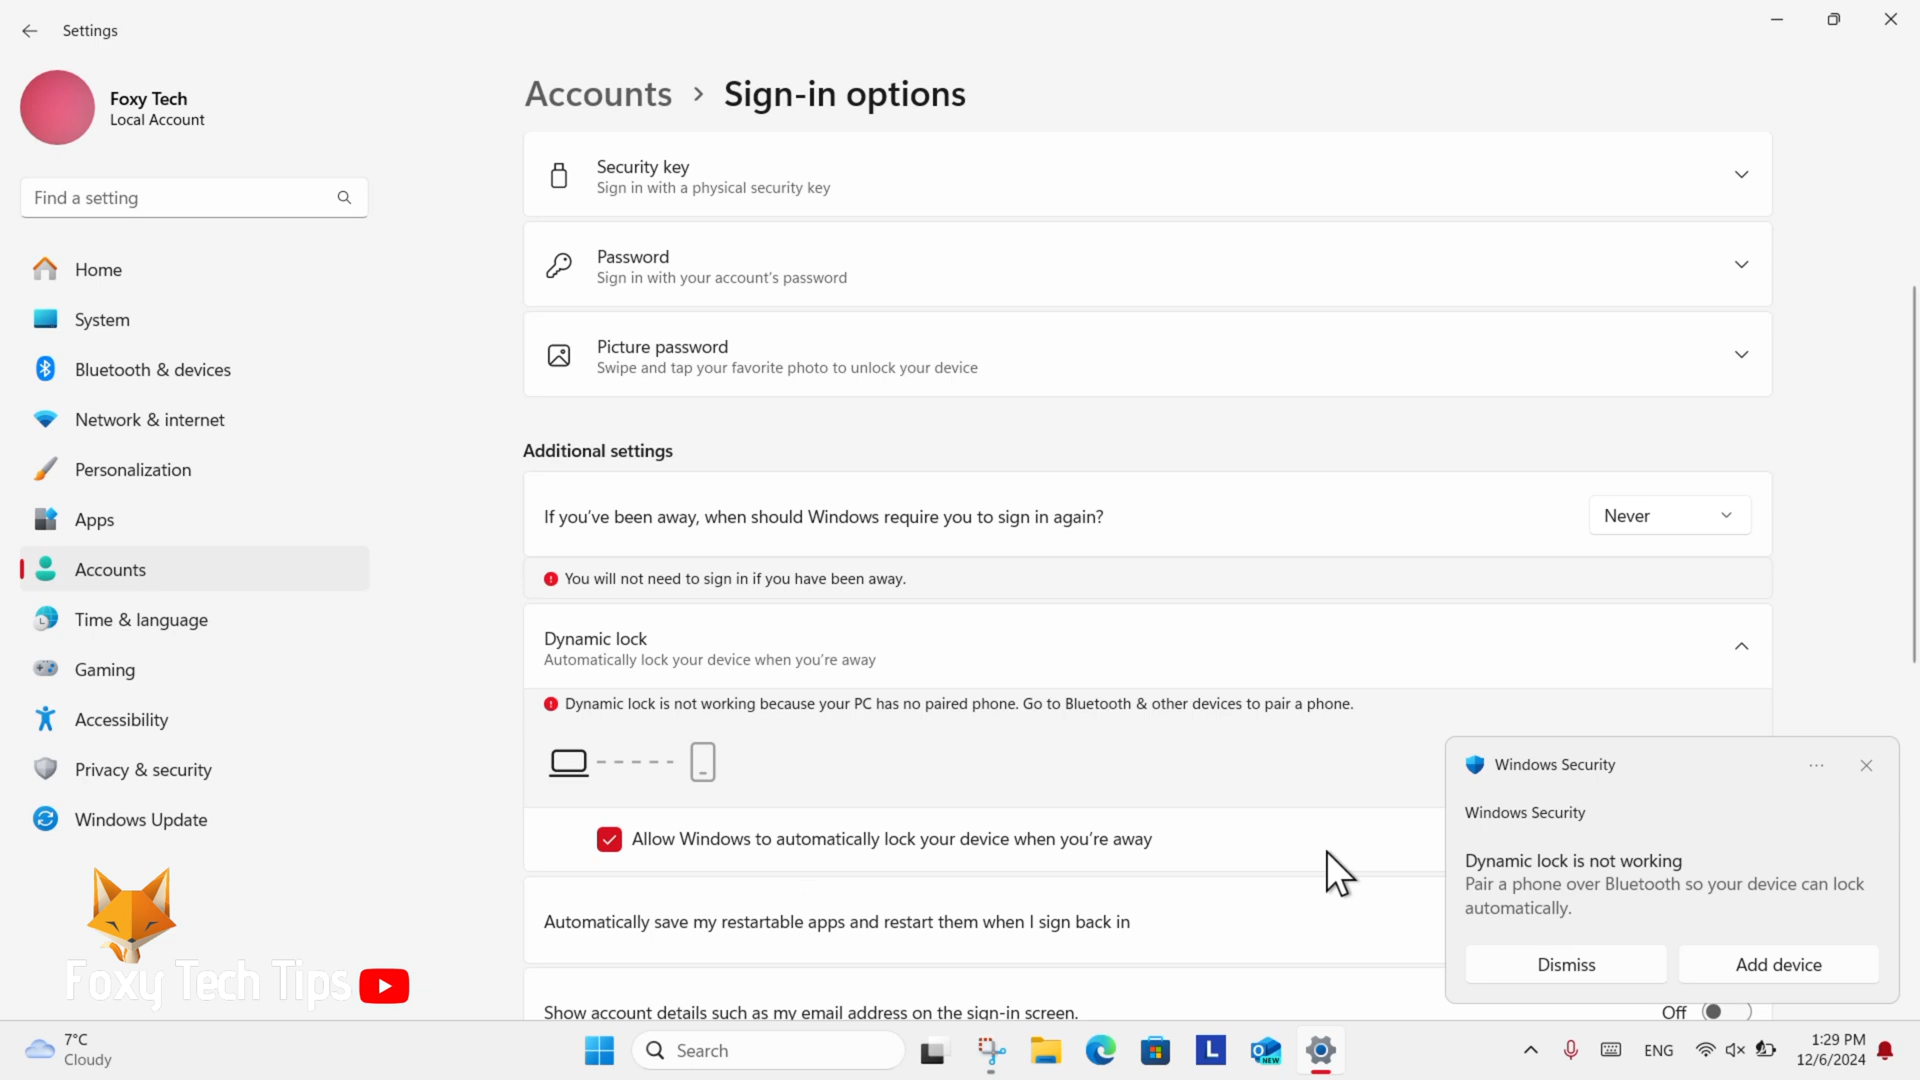 Settings
Foxy Tech
Local Account
Find a setting
Home
System
Bluetooth & devices
Network & internet
Personalization
Apps
Accounts
Time & language
Gaming
Accessibility
Privacy & security
Windows Update
Foxy Tech Tips
Accounts > Sign-in options
Security key
Sign in with a physical security key
Password
Sign in with your account's password
Picture password
Swipe and tap your favorite photo to unlock your device
Additional settings
If you've been away, when should Windows require you to sign in again?
Never
You will not need to sign in if you have been away.
Dynamic lock
Automatically lock your device when you're away
Dynamic lock is not working because your PC has no paired phone. Go to Bluetooth & other devices to pair a phone.
Allow Windows to automatically lock your device when you're away
Automatically save my restartable apps and restart them when I sign back in
Show account details such as my email address on the sign-in screen.
Off
Windows Security
Windows Security
Dynamic lock is not working
Pair a phone over Bluetooth so your device can lock
automatically.
Dismiss
Add device
7°C
Cloudy
Search
L
NEW
ENG
1:29 PM
12/6/2024